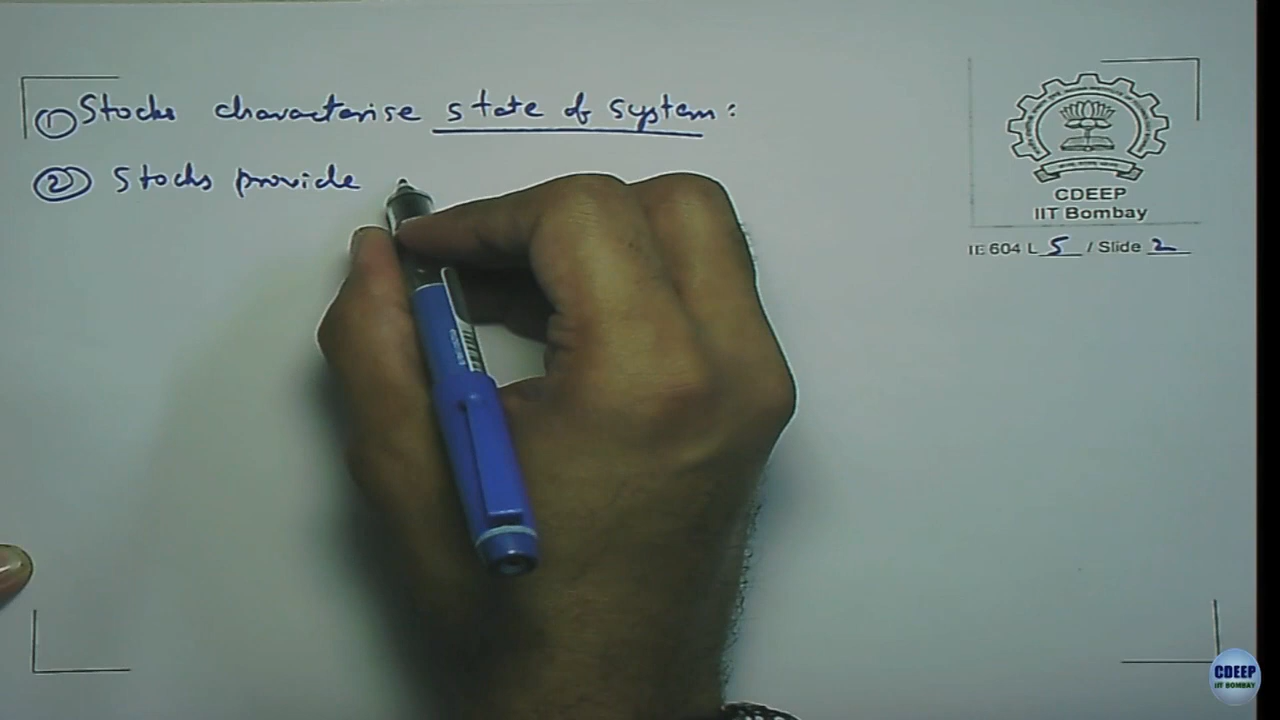 ① Stocks characterise state of system:
② Stocks provide
CDEEP
IIT Bombay
IE 604 L 5 / Slide 2
CDEEP
IIT BOMBAY